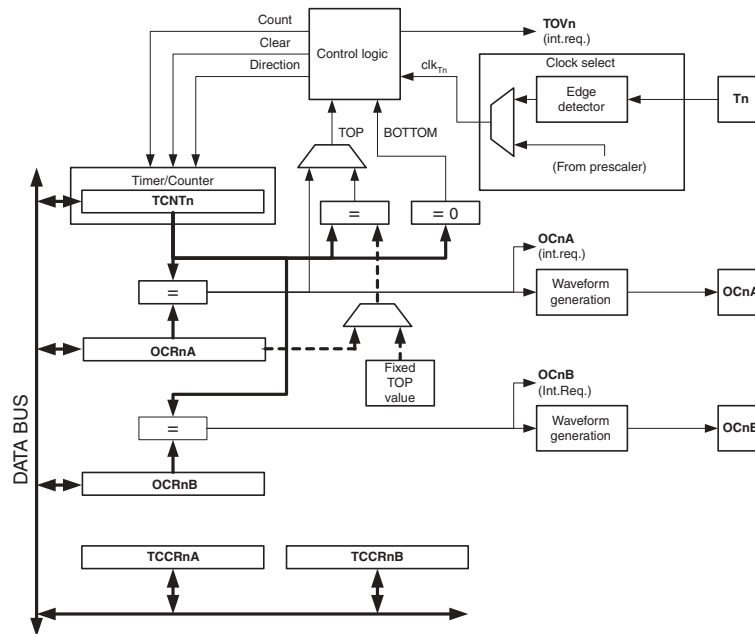 Count
Clear
Direction
Control logic
TOVn
(int.req.)
clkTn
Clock select
Edge
detector
Tn
(From prescaler)
TOP
BOTTOM
Timer/Counter
TCNTn
=
= 0
OCnA
(int.req.)
=
Waveform
generation
OCnA
OCRnA
Fixed
TOP
value
OCnB
(Int.Req.)
=
Waveform
generation
OCnB
OCRnB
DATA BUS
TCCRnA
TCCRnB